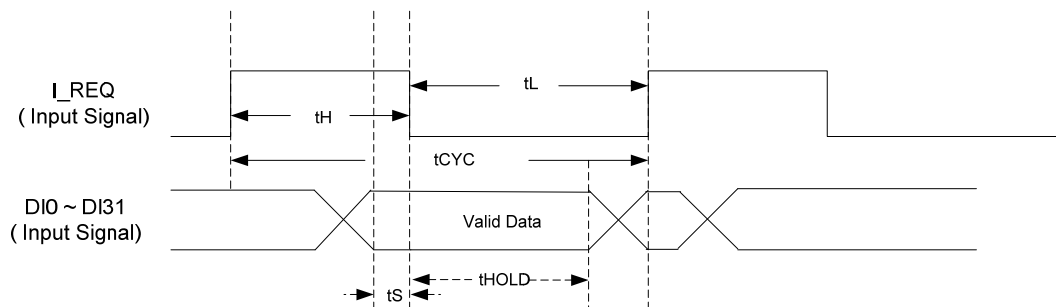 I_REQ
( Input Signal)
tH
tL
tCYC
DI0 ~ DI31
( Input Signal)
Valid Data
tHOLD
tS